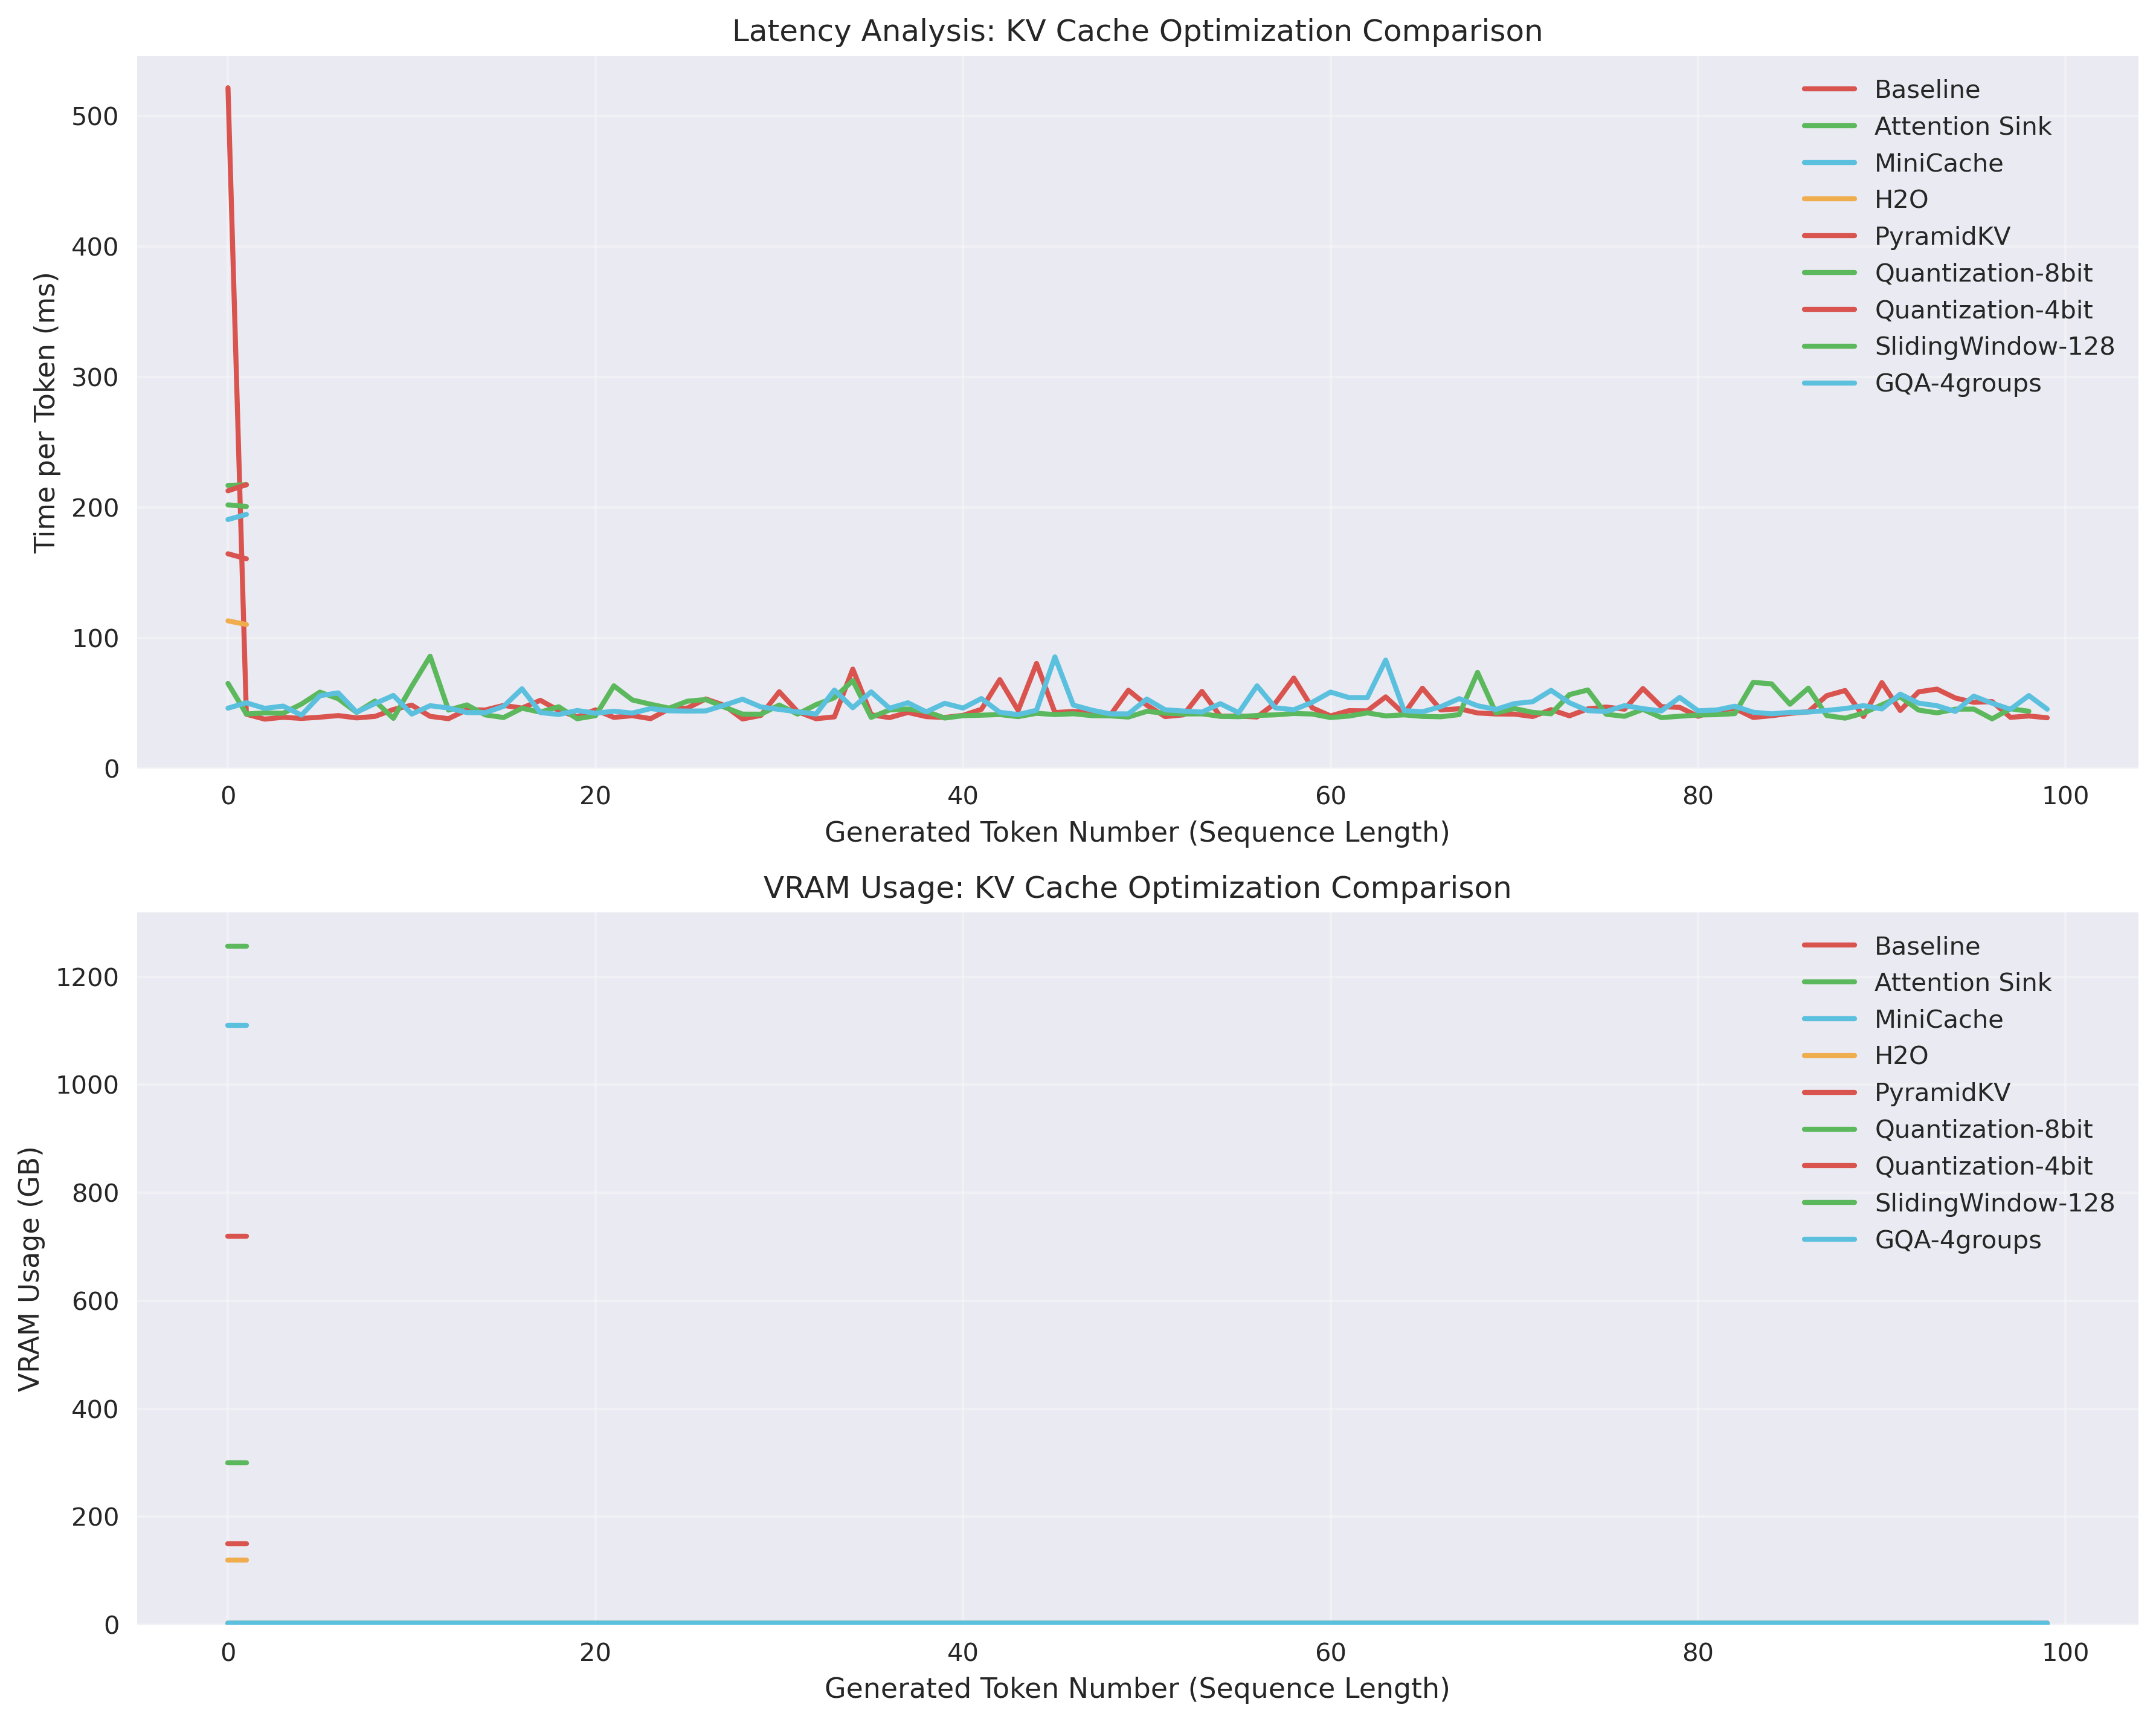 Latency Analysis: KV Cache Optimization Comparison
500
400
300
200
100
0
Time per Token (ms)
Baseline
Attention Sink
MiniCache
H2O
PyramidKV
Quantization-8bit
Quantization-4bit
SlidingWindow-128
GQA-4groups
0 20 40 60 80 100
Generated Token Number (Sequence Length)
VRAM Usage: KV Cache Optimization Comparison
1200
1000
800
600
400
200
0
VRAM Usage (GB)
Baseline
Attention Sink
MiniCache
H2O
PyramidKV
Quantization-8bit
Quantization-4bit
SlidingWindow-128
GQA-4groups
0 20 40 60 80 100
Generated Token Number (Sequence Length)